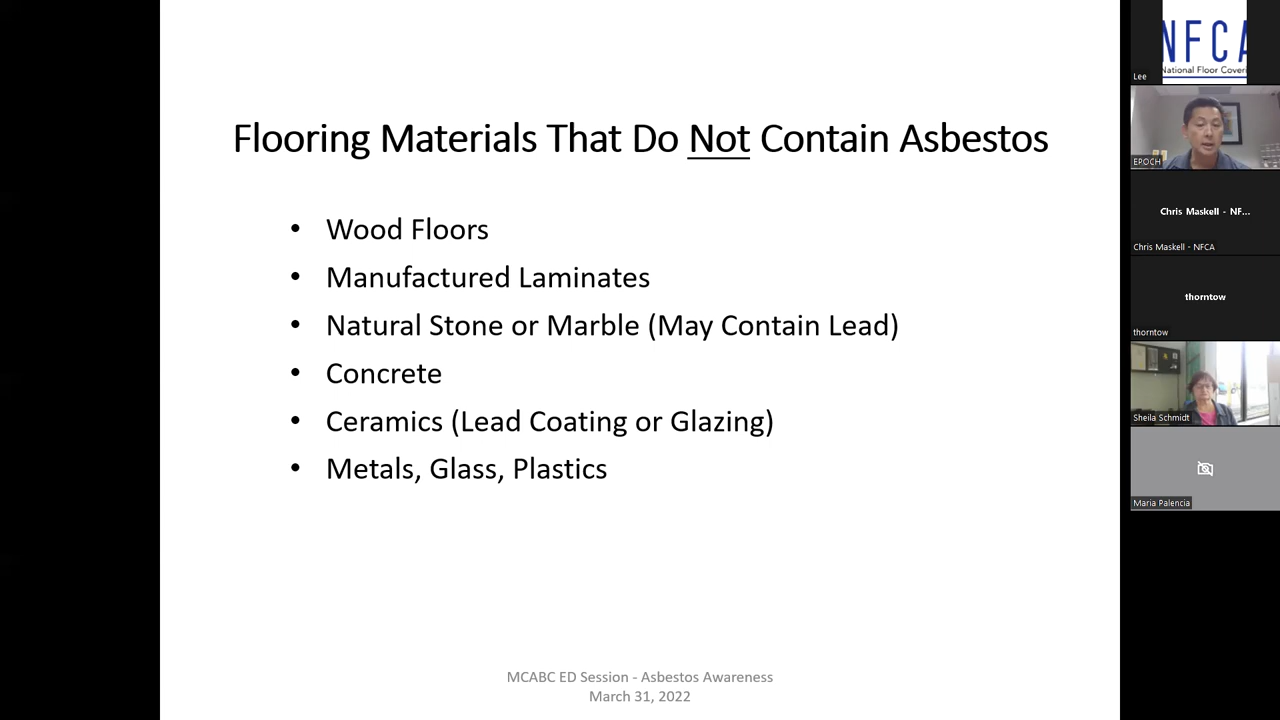 Flooring Materials That Do Not Contain Asbestos
• Wood Floors
• Manufactured Laminates
• Natural Stone or Marble (May Contain Lead)
• Concrete
• Ceramics (Lead Coating or Glazing)
• Metals, Glass, Plastics
MCABC ED Session - Asbestos Awareness
March 31, 2022
NFCA
National Floor Coveri
Lee
EPOCH
Chris Maskell - NF...
Chris Maskell - NFCA
thorntow
thorntow
Sheila Schmidt
Maria Palencia